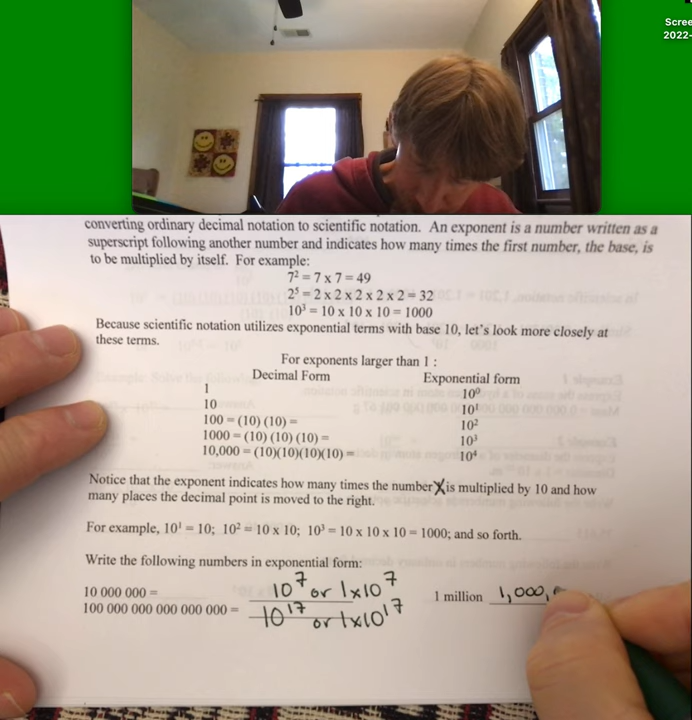 Scree
2022-
converting ordinary decimal notation to scientific notation. An exponent is a number written as a
superscript following another number and indicates how many times the first number, the base, is
to be multiplied by itself. For example:
7² = 7 x 7 = 49
2⁵ = 2 x 2 x 2 x 2 x 2 = 32
10³ = 10 x 10 x 10 = 1000
Because scientific notation utilizes exponential terms with base 10, let's look more closely at
these terms.
For exponents larger than 1 :
Decimal Form Exponential form
1 10⁰
10 10¹
100 = (10) (10) = 10²
1000 = (10) (10) (10) = 10³
10,000 = (10)(10)(10)(10) = 10⁴
Notice that the exponent indicates how many times the number X is multiplied by 10 and how
many places the decimal point is moved to the right.
For example, 10¹ = 10; 10² = 10 x 10; 10³ = 10 x 10 x 10 = 1000; and so forth.
Write the following numbers in exponential form:
10 000 000 = 10⁷ or 1x10⁷ 1 million 1,000,
100 000 000 000 000 000 = 10¹⁷ or 1x10¹⁷